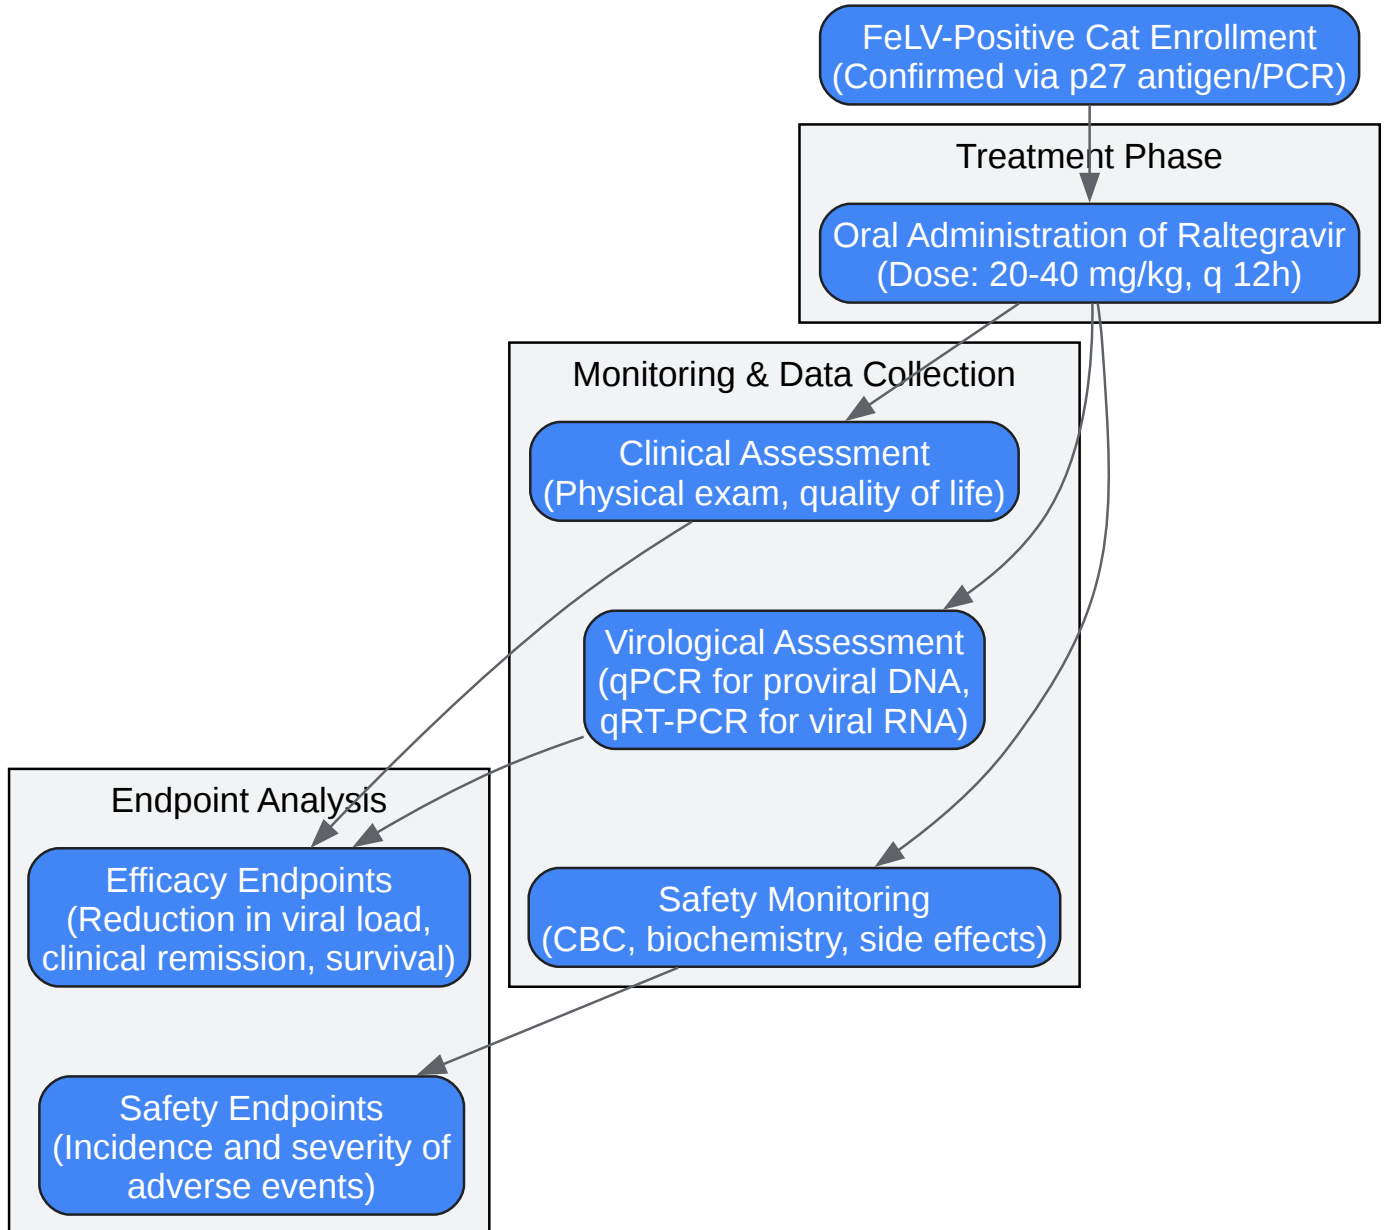 FeLV-Positive Cat Enrollment
(Confirmed via p27 antigen/PCR)
Treatment Phase
Oral Administration of Raltegravir
(Dose: 20-40 mg/kg, q 12h)
Monitoring & Data Collection
Clinical Assessment
(Physical exam, quality of life)
Virological Assessment
(qPCR for proviral DNA,
qRT-PCR for viral RNA)
Safety Monitoring
(CBC, biochemistry, side effects)
Endpoint Analysis
Efficacy Endpoints
(Reduction in viral load,
clinical remission, survival)
Safety Endpoints
(Incidence and severity of
adverse events)